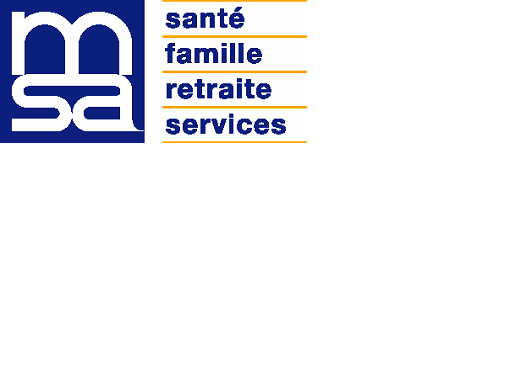 msa
santé
famille
retraite
services